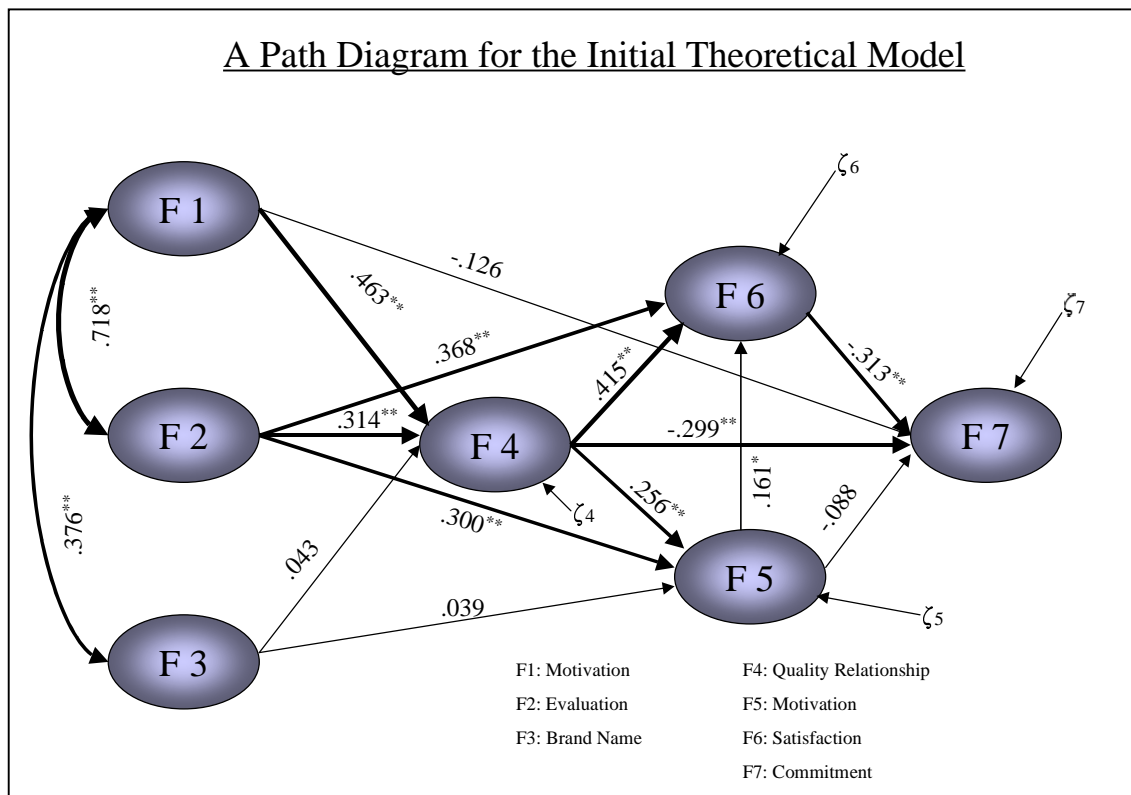 A Path Diagram for the Initial Theoretical Model
ζ6
F 1
-.126
F 6
.463**
ζ7
.718**
.368**
.415**
-.313**
F 2
.314**
F 4
-.299**
F 7
.376**
.300**
ζ4
.256**
.161*
-.088
.043
.039
F 5
ζ5
F 3
F1: Motivation
F2: Evaluation
F3: Brand Name
F4: Quality Relationship
F5: Motivation
F6: Satisfaction
F7: Commitment